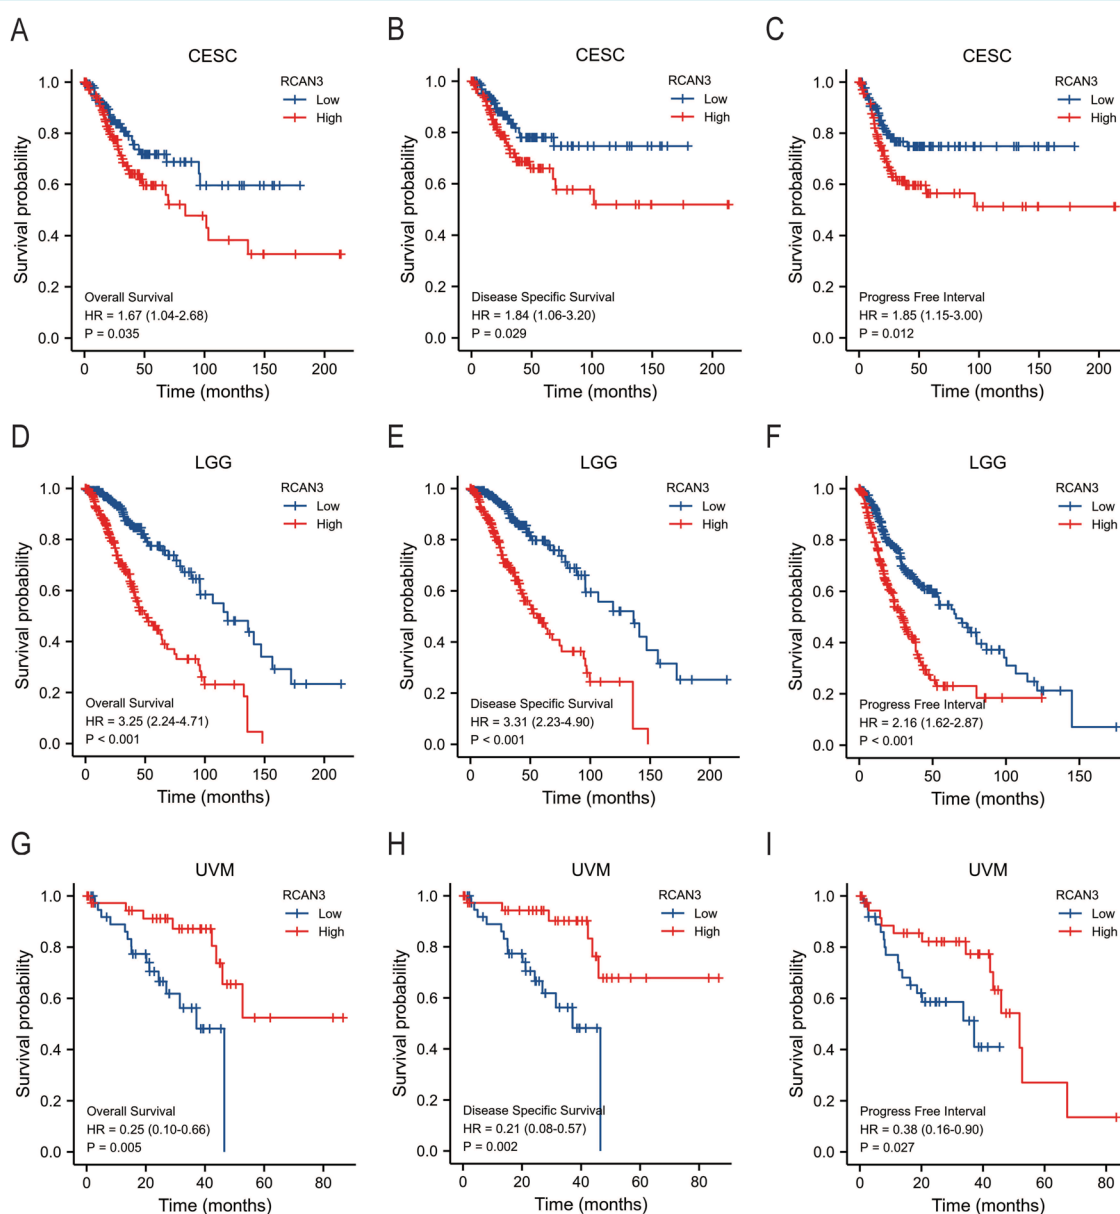 A
CESC
RCAN3
Low
High
Survival probability
1.0
0.8
0.6
0.4
0.2
0.0
Overall Survival
HR = 1.67 (1.04-2.68)
P = 0.035
0 50 100 150 200
Time (months)
B
CESC
RCAN3
Low
High
Survival probability
1.0
0.8
0.6
0.4
0.2
0.0
Disease Specific Survival
HR = 1.84 (1.06-3.20)
P = 0.029
0 50 100 150 200
Time (months)
C
CESC
RCAN3
Low
High
Survival probability
1.0
0.8
0.6
0.4
0.2
0.0
Progress Free Interval
HR = 1.85 (1.15-3.00)
P = 0.012
0 50 100 150 200
Time (months)
D
LGG
RCAN3
Low
High
Survival probability
1.0
0.8
0.6
0.4
0.2
0.0
Overall Survival
HR = 3.25 (2.24-4.71)
P < 0.001
0 50 100 150 200
Time (months)
E
LGG
RCAN3
Low
High
Survival probability
1.0
0.8
0.6
0.4
0.2
0.0
Disease Specific Survival
HR = 3.31 (2.23-4.90)
P < 0.001
0 50 100 150 200
Time (months)
F
LGG
RCAN3
Low
High
Survival probability
1.0
0.8
0.6
0.4
0.2
0.0
Progress Free Interval
HR = 2.16 (1.62-2.87)
P < 0.001
0 50 100 150
Time (months)
G
UVM
RCAN3
Low
High
Survival probability
1.0
0.8
0.6
0.4
0.2
0.0
Overall Survival
HR = 0.25 (0.10-0.66)
P = 0.005
0 20 40 60 80
Time (months)
H
UVM
RCAN3
Low
High
Survival probability
1.0
0.8
0.6
0.4
0.2
0.0
Disease Specific Survival
HR = 0.21 (0.08-0.57)
P = 0.002
0 20 40 60 80
Time (months)
I
UVM
RCAN3
Low
High
Survival probability
1.0
0.8
0.6
0.4
0.2
0.0
Progress Free Interval
HR = 0.38 (0.16-0.90)
P = 0.027
0 20 40 60 80
Time (months)